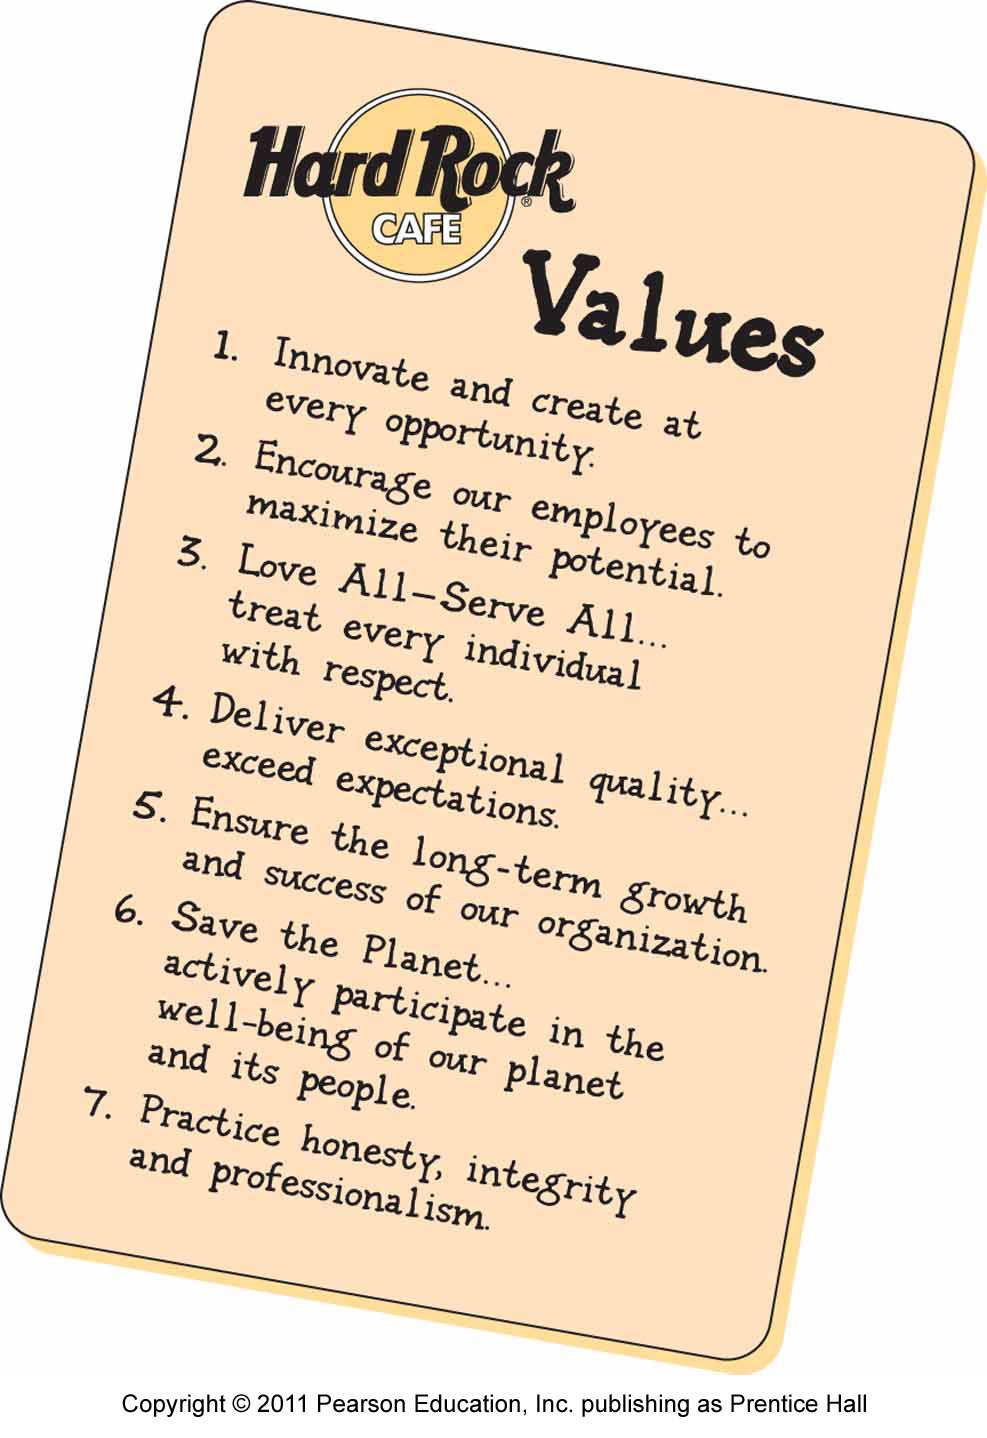 Hard Rock
CAFE
®
Values
1. Innovate and create at
every opportunity.
2. Encourage our employees to
maximize their potential.
3. Love All–Serve All...
treat every individual
with respect.
4. Deliver exceptional quality...
exceed expectations.
5. Ensure the long-term growth
and success of our organization.
6. Save the Planet...
actively participate in the
well-being of our planet
and its people.
7. Practice honesty, integrity
and professionalism.
Copyright © 2011 Pearson Education, Inc. publishing as Prentice Hall